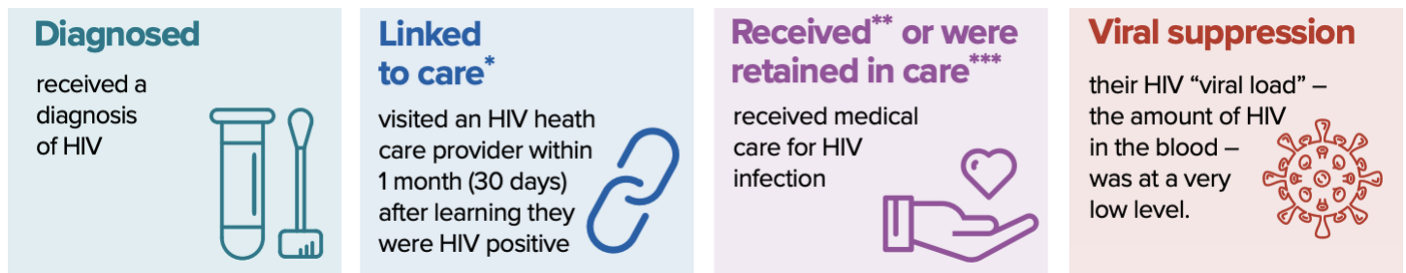 Diagnosed
received a
diagnosis
of HIV
Linked
to care*
visited an HIV heath
care provider within
1 month (30 days)
after learning they
were HIV positive
Received** or were
retained in care***
received medical
care for HIV
infection
Viral suppression
their HIV “viral load” –
the amount of HIV
in the blood –
was at a very
low level.